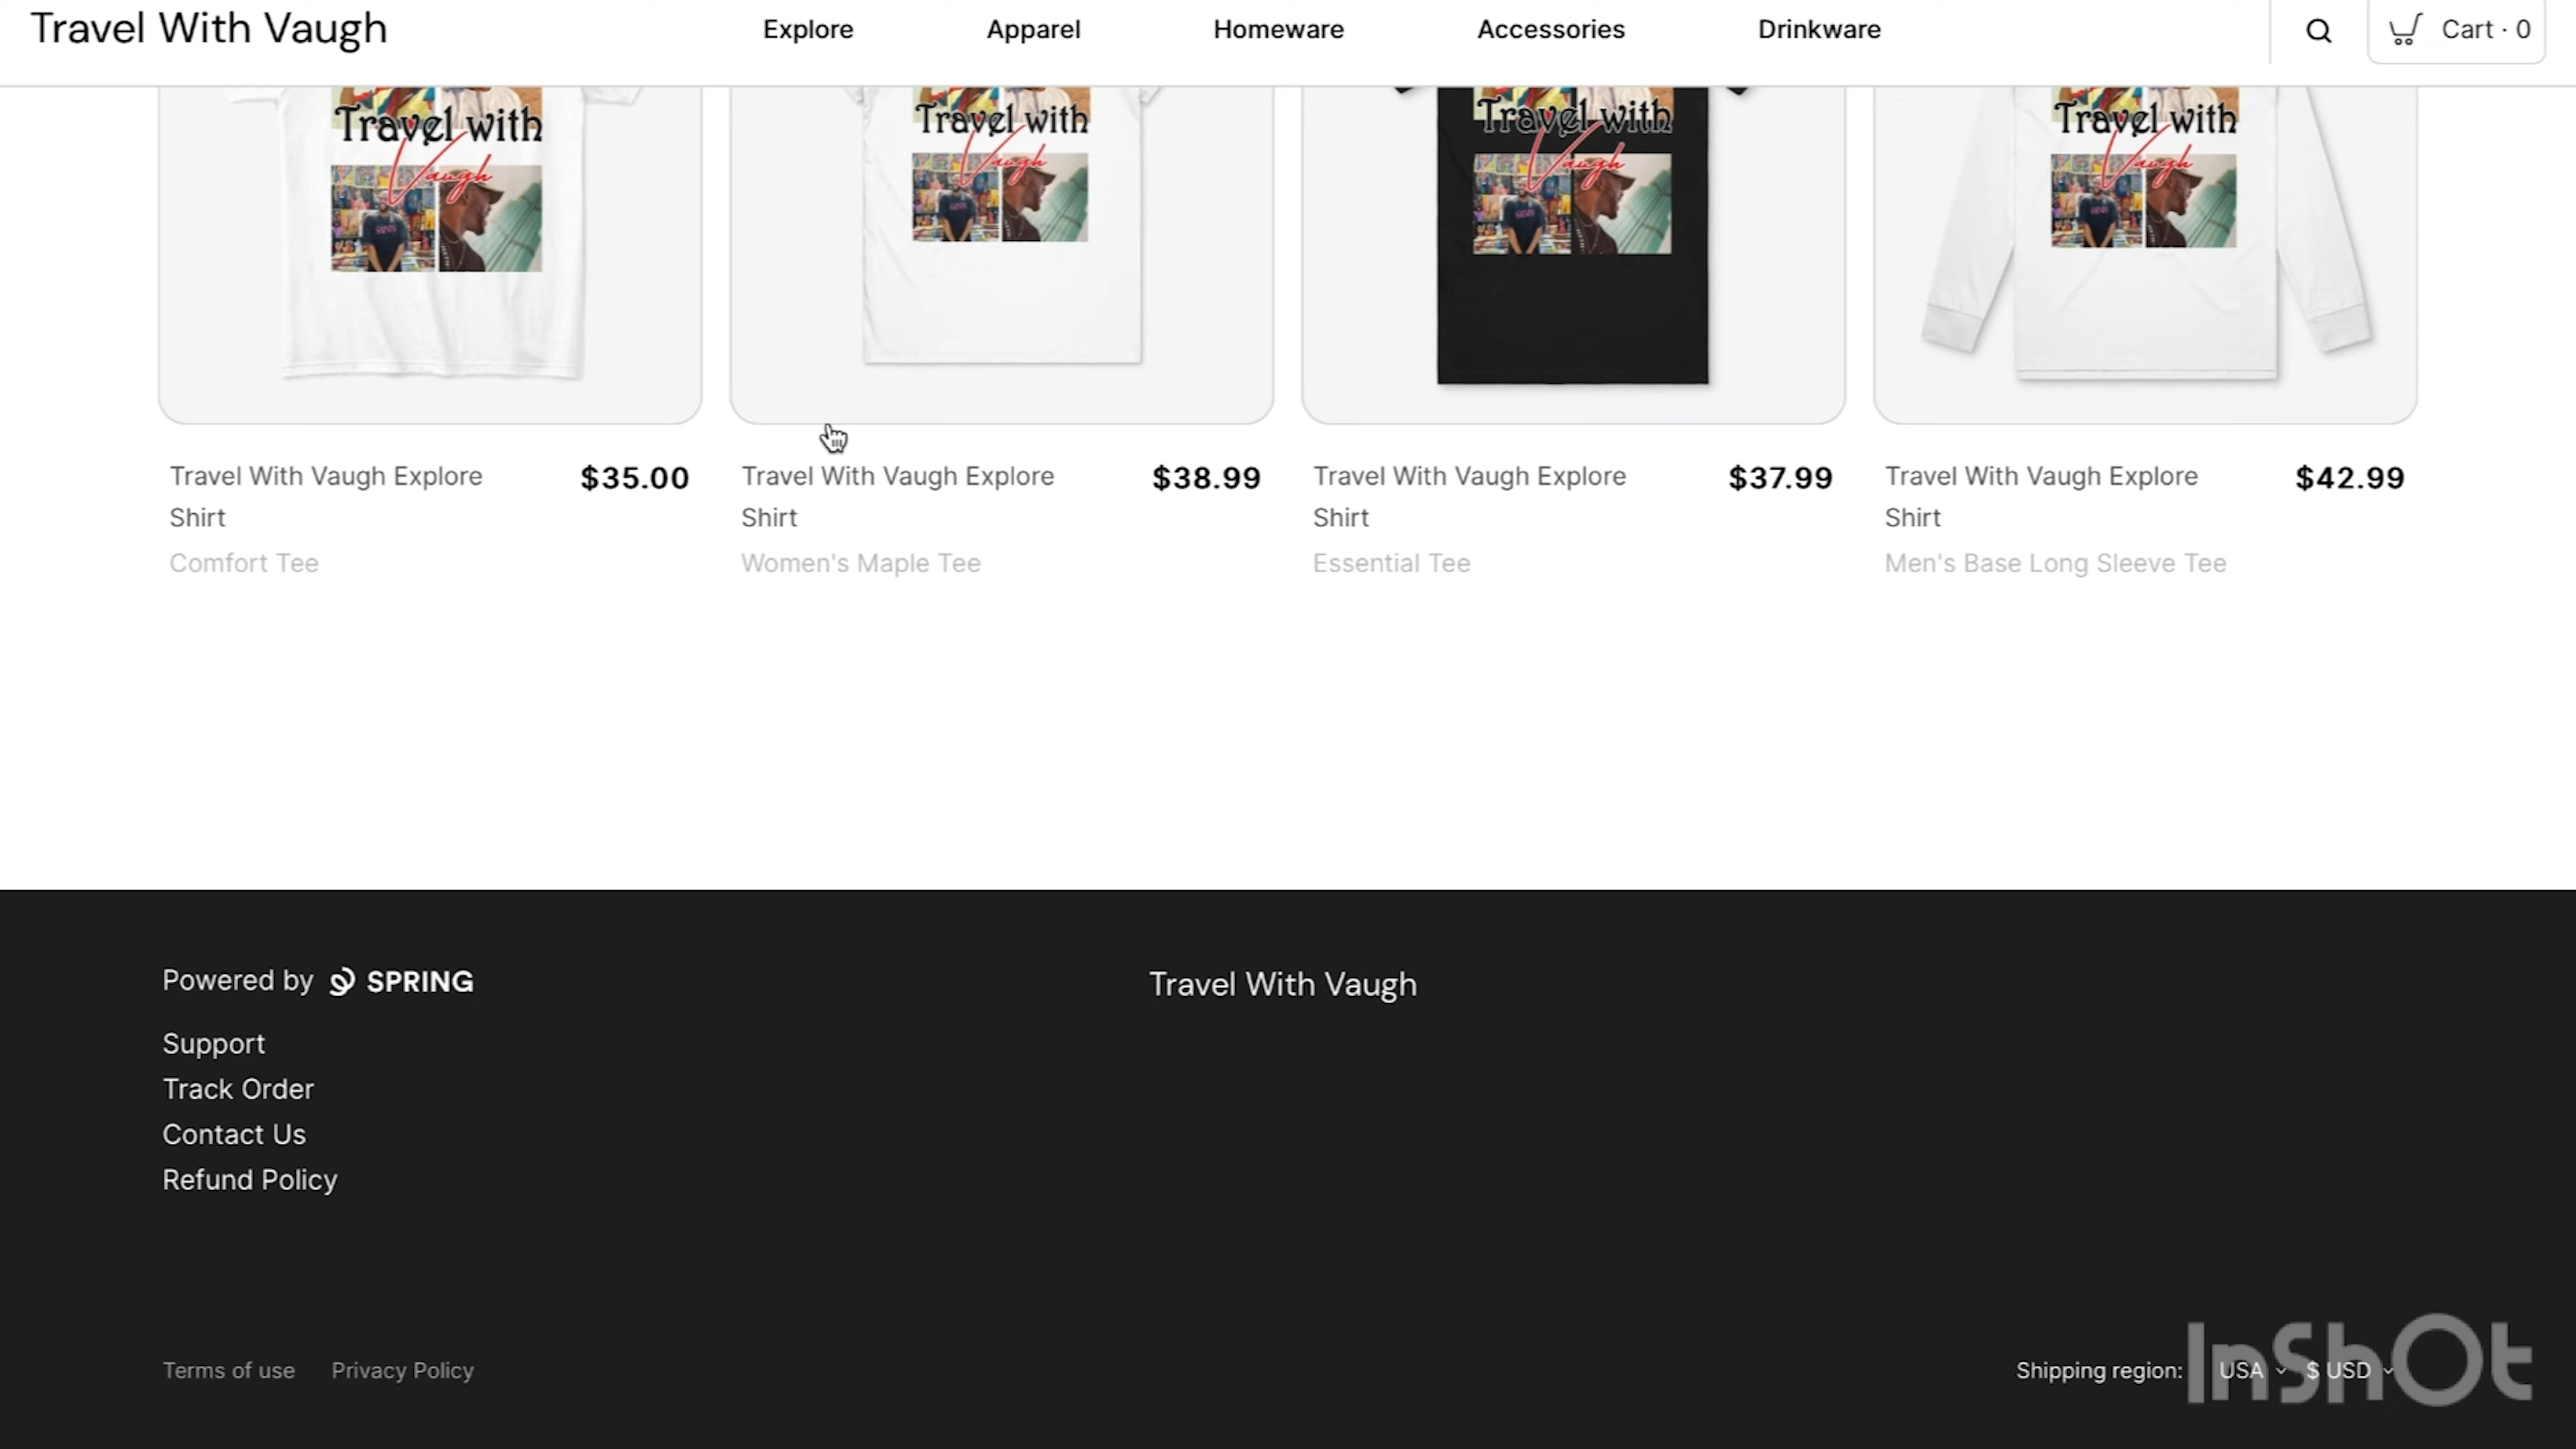 Travel With Vaugh
Explore
Apparel
Homeware
Accessories
Drinkware
Cart · 0
Travel with
Vaugh
Travel with
Vaugh
Travel with
Vaugh
Travel with
Vaugh
Travel With Vaugh Explore
Shirt
$35.00
Comfort Tee
Travel With Vaugh Explore
Shirt
$38.99
Women's Maple Tee
Travel With Vaugh Explore
Shirt
$37.99
Essential Tee
Travel With Vaugh Explore
Shirt
$42.99
Men's Base Long Sleeve Tee
Powered by SPRING
Support
Track Order
Contact Us
Refund Policy
Travel With Vaugh
Terms of use
Privacy Policy
Shipping region:
USA
$ USD
InShOt